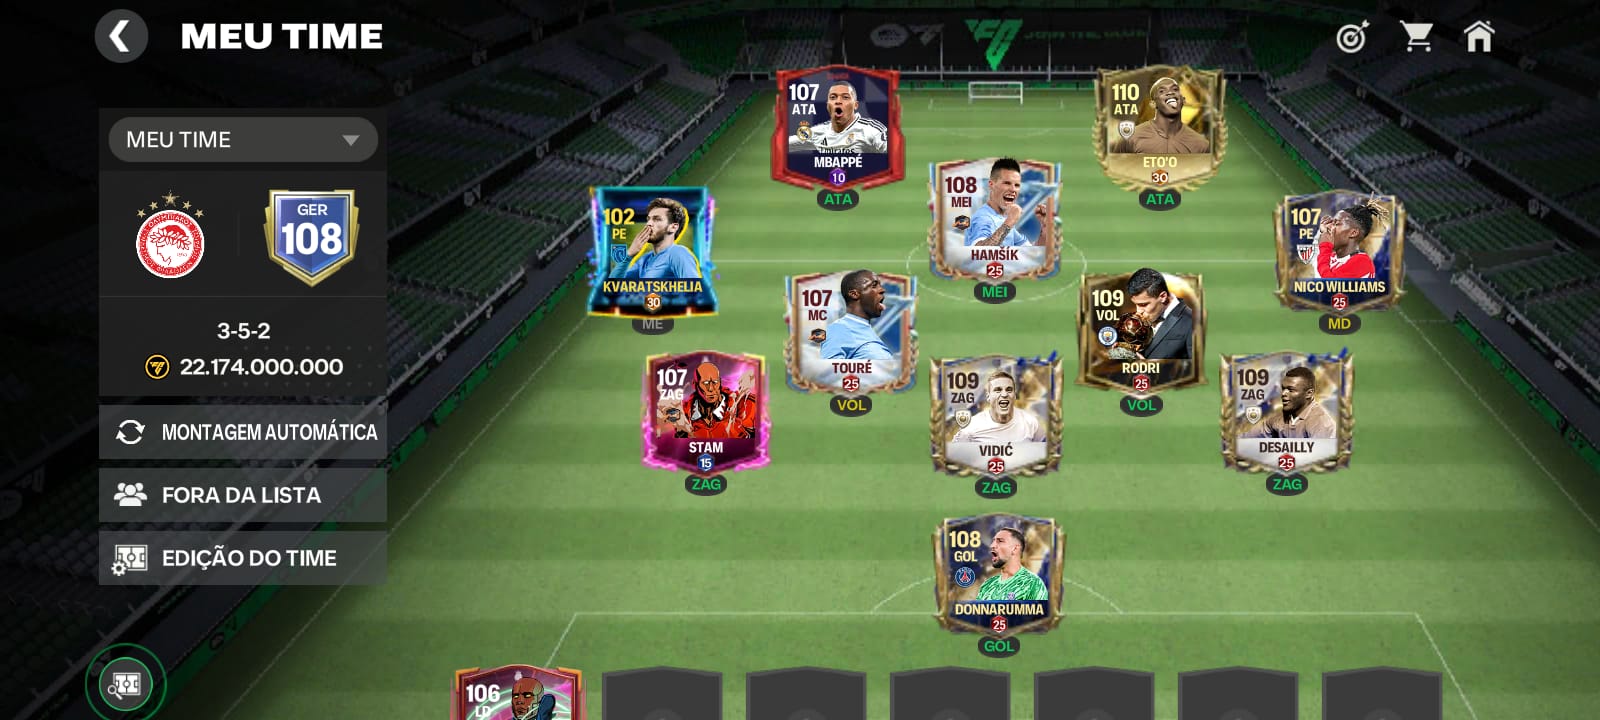 MEU TIME
MEU TIME
GER
108
3-5-2
22.174.000.000
MONTAGEM AUTOMÁTICA
FORA DA LISTA
EDIÇÃO DO TIME
107
ATA
MBAPPÉ
10
ATA
110
ATA
ETO'O
30
ATA
102
PE
KVARATSKHELIA
30
ME
108
MEI
HAMŠÍK
25
MEI
107
PE
NICO WILLIAMS
25
MD
107
MC
TOURÉ
25
VOL
109
VOL
RODRI
25
VOL
107
ZAG
STAM
15
ZAG
109
ZAG
VIDIĆ
25
ZAG
109
ZAG
DESAILLY
25
ZAG
108
GOL
DONNARUMMA
25
GOL
106
LD